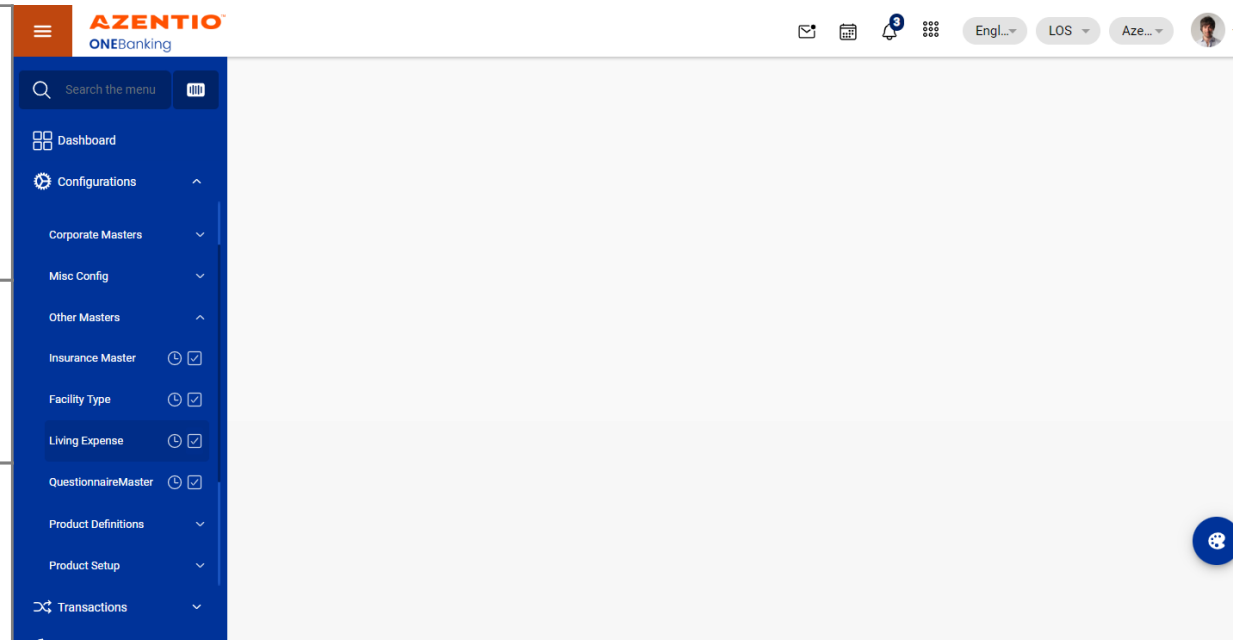 AZENTIO
ONEBanking
3
Engl...
LOS
Aze...
Search the menu
Dashboard
Configurations
Corporate Masters
Misc Config
Other Masters
Insurance Master
Facility Type
Living Expense
QuestionnaireMaster
Product Definitions
Product Setup
Transactions